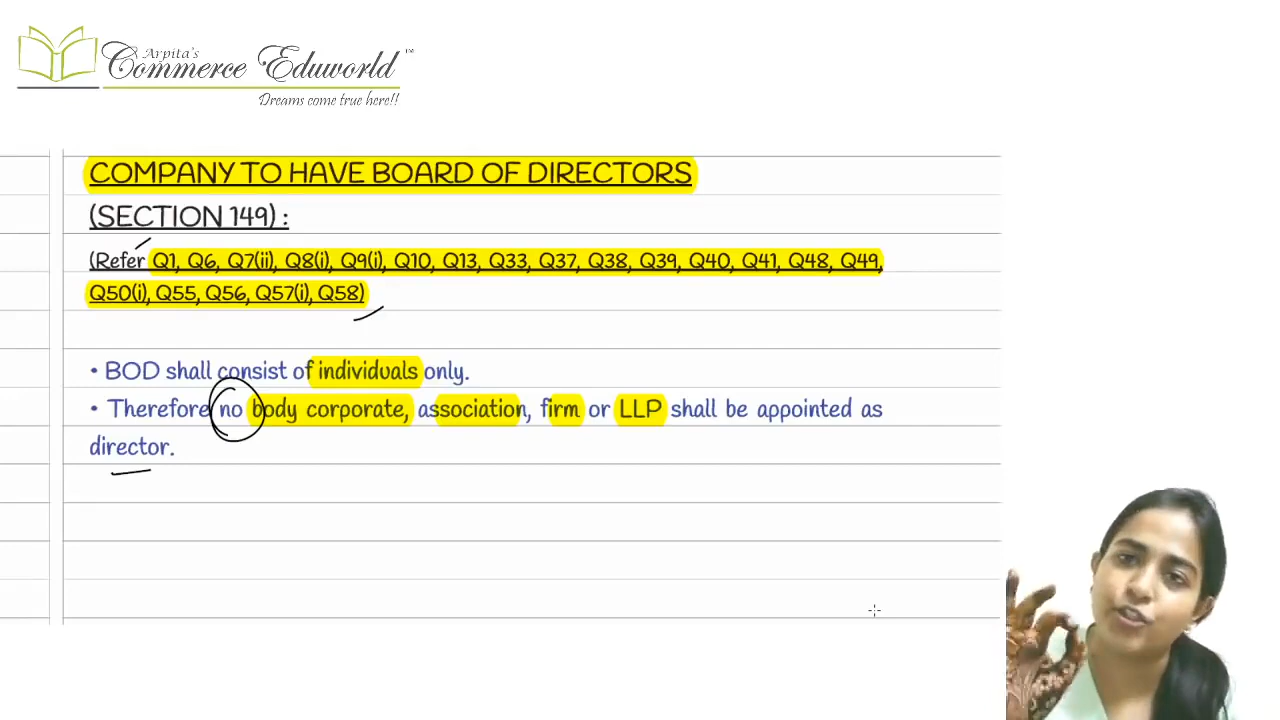 Arpita's
Commerce Eduworld™
Dreams come true here!!
COMPANY TO HAVE BOARD OF DIRECTORS
(SECTION 149) :
(Refer Q1, Q6, Q7(ii), Q8(i), Q9(i), Q10, Q13, Q33, Q37, Q38, Q39, Q40, Q41, Q48, Q49,
Q50(i), Q55, Q56, Q57(i), Q58)
• BOD shall consist of individuals only.
• Therefore no body corporate, association, firm or LLP shall be appointed as
director.